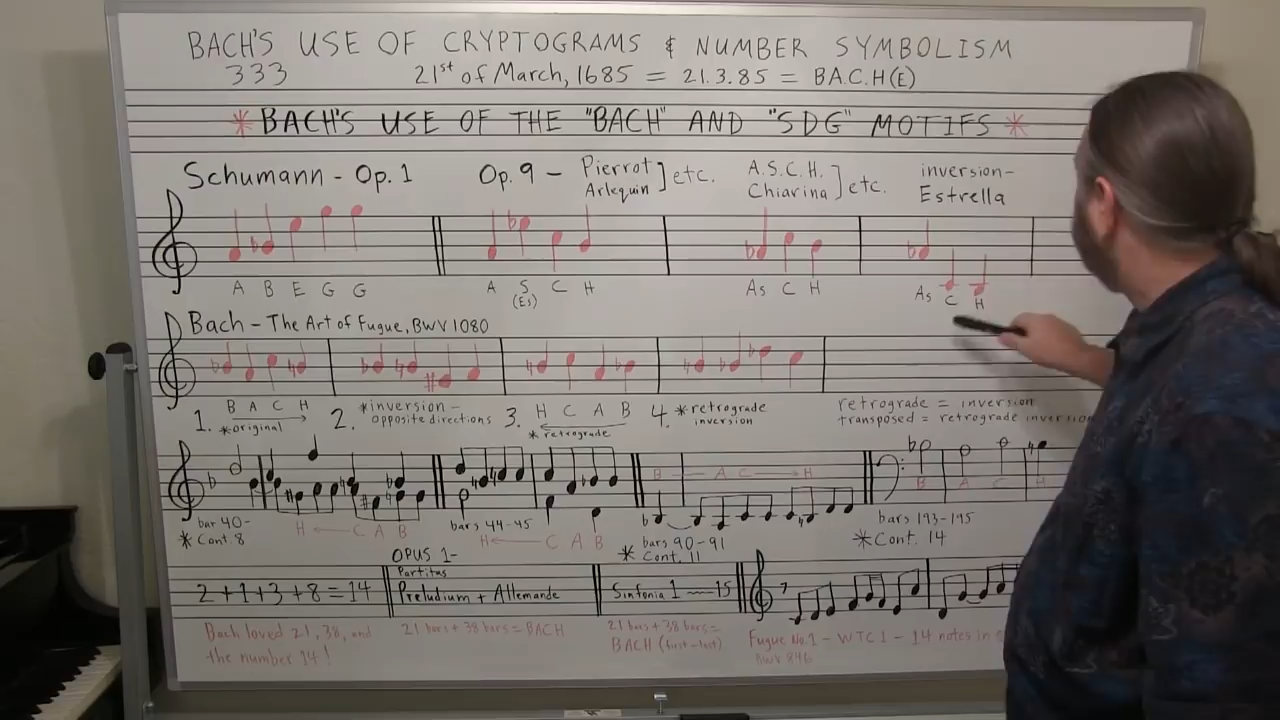 BACH'S USE OF CRYPTOGRAMS & NUMBER SYMBOLISM
333 21st of March, 1685 = 21.3.85 = B.A.C.H(E)
* BACH'S USE OF THE "BACH" AND "SDG" MOTIFS *
Schumann - Op. 1 Op. 9 - Pierrot Arlequin ] etc. A.S.C.H. Chiarina ] etc. inversion - Estrella
A B E G G A S (Es) C H As C H As C H
Bach - The Art of Fugue, BWV 1080
1. B A C H *original 2. *inversion - opposite directions 3. H C A B *retrograde 4. *retrograde inversion
retrograde = inversion
transposed = retrograde inversion
B A C H B A C H
bar 40- * Cont 8 H C A B bars 44-45 H C A B bars 90-91 * Cont. 11 bars 193-195 * Cont. 14
2+1+3+8=14 OPUS 1- Partitas Preludium + Allemande Sinfonia 1 15
Bach loved 21, 38, and the number 14! 21 bars + 38 bars = BACH 21 bars + 38 bars = BACH (first-last) Fugue No. 1 - WTC 1 - 14 notes in
BWV 846